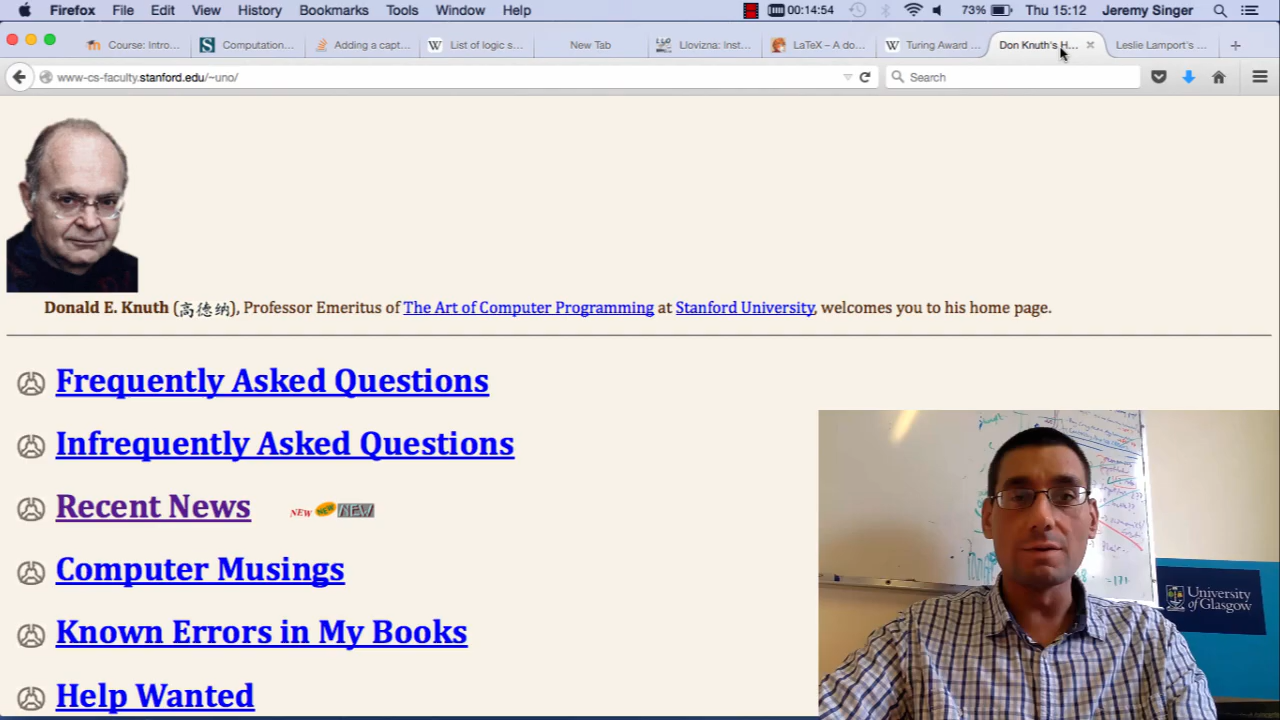 Firefox File Edit View History Bookmarks Tools Window Help 00:14:54 73% Thu 15:12 Jeremy Singer
Course: Intro... Computation... Adding a capt... List of logic s... New Tab Llovizna: Inst... LaTeX – A do... Turing Award ... Don Knuth's H... Leslie Lamport's ...
www-cs-faculty.stanford.edu/~uno/ Search
Donald E. Knuth (高德纳), Professor Emeritus of The Art of Computer Programming at Stanford University, welcomes you to his home page.
Frequently Asked Questions
Infrequently Asked Questions
Recent News NEW NEW NEW
Computer Musings
Known Errors in My Books
Help Wanted
University
of Glasgow